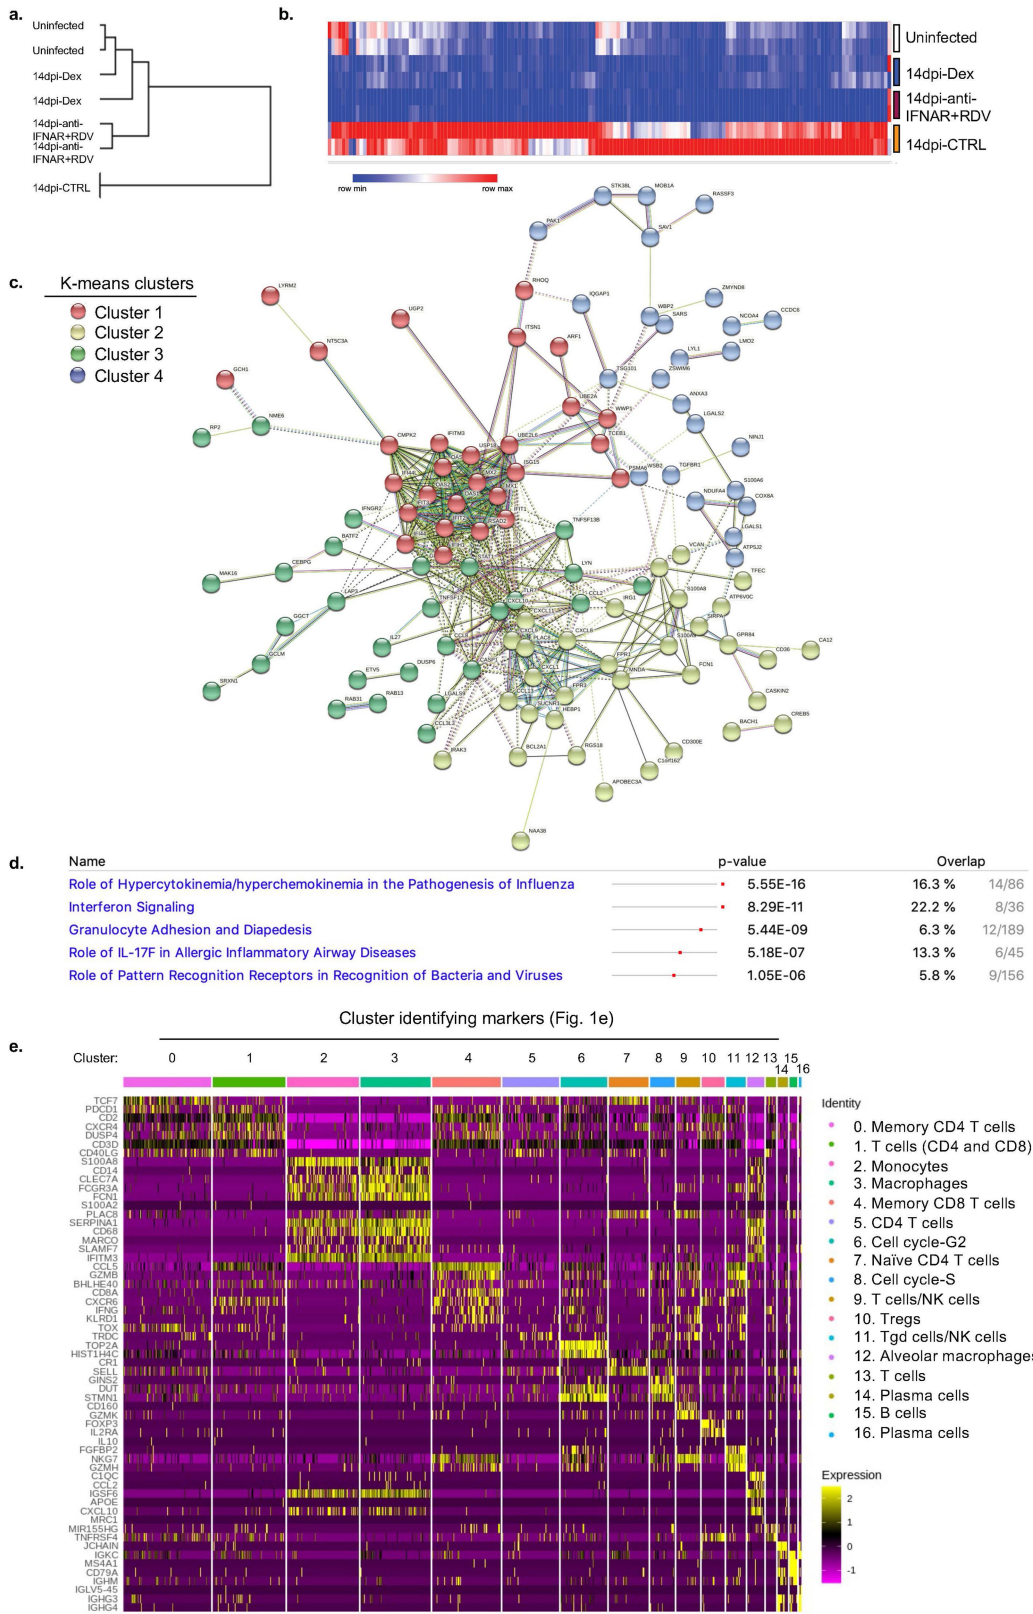 a.
Uninfected
Uninfected
14dpi-Dex
14dpi-Dex
14dpi-anti-
IFNAR+RDV
14dpi-anti-
IFNAR+RDV
14dpi-CTRL
b.
Uninfected
14dpi-Dex
14dpi-anti-
IFNAR+RDV
14dpi-CTRL
row min
row max
c.
K-means clusters
Cluster 1
Cluster 2
Cluster 3
Cluster 4
STK38L
MOB1A
RASSF3
PAK1
SAV1
LYRM2
RHOQ
IQGAP1
ZMYND8
UGP2
WBP2
SARS
NCOA4
CCDC6
NT5C3A
ITSN1
ARF1
LYL1
LMO2
GCH1
TSG101
ZSWIM6
UBE2A
ANXA3
RP2
NME6
WWP1
LGALS2
CMPK2
IFITM3
USP18
UBE2L6
TCEB1
NINJ1
IFI44L
MX2
ISG15
PSMA6
WSB2
TGFBR1
S100A6
MX1
NDUFA4
COX6A
IFNGR2
IFIT1
TNFSF13B
LGALS1
BATF2
VCAN
ATP5J2
MAK16
CEBPG
LYN
TFEC
LAP3
TNFSF13
CCL2
IRG1
S100A8
ATP6V0C
CXCL10
CXCL11
SIRPA
GGCT
IL27
CCL8
PLAC8
CXCL6
S100A9
GPR84
CD36
CA12
GCLM
CASP1
CXCL1
FPR1
MNDA
FCN1
SRXN1
ETV5
DUSP6
FPR3
CASKIN2
RAB31
RAB13
LGALS9
CCL13
SUCNR1
HEBP1
BACH1
CREB5
CCL3L3
IRAK3
BCL2A1
RGS18
CD300E
C1orf162
APOBEC3A
NAA38
d.
Name p-value Overlap
Role of Hypercytokinemia/hyperchemokinemia in the Pathogenesis of Influenza 5.55E-16 16.3 % 14/86
Interferon Signaling 8.29E-11 22.2 % 8/36
Granulocyte Adhesion and Diapedesis 5.44E-09 6.3 % 12/189
Role of IL-17F in Allergic Inflammatory Airway Diseases 5.18E-07 13.3 % 6/45
Role of Pattern Recognition Receptors in Recognition of Bacteria and Viruses 1.05E-06 5.8 % 9/156
Cluster identifying markers (Fig. 1e)
e.
Cluster: 0 1 2 3 4 5 6 7 8 9 10 11 12 13 14 15 16
TCF7
PDCD1
CD2
CXCR4
DUSP4
CD3D
CD40LG
S100A8
CD14
CLEC7A
FCGR3A
FCN1
S100A2
PLAC8
SERPINA1
CD68
MARCO
SLAMF7
IFITM3
CCL5
GZMB
BHLHE40
CD8A
CXCR6
IFNG
KLRD1
TOX
TRDC
TOP2A
HIST1H4C
CR1
SELL
GINS2
DUT
STMN1
CD160
GZMK
FOXP3
IL2RA
IL10
FGFBP2
NKG7
GZMH
C1QC
CCL2
IGSF6
APOE
CXCL10
MRC1
MIR155HG
TNFRSF4
JCHAIN
IGKC
MS4A1
CD79A
IGHM
IGLV5-45
IGHG3
IGHG4
Identity
0. Memory CD4 T cells
1. T cells (CD4 and CD8)
2. Monocytes
3. Macrophages
4. Memory CD8 T cells
5. CD4 T cells
6. Cell cycle-G2
7. Naïve CD4 T cells
8. Cell cycle-S
9. T cells/NK cells
10. Tregs
11. Tgd cells/NK cells
12. Alveolar macrophages
13. T cells
14. Plasma cells
15. B cells
16. Plasma cells
Expression
2
1
0
-1